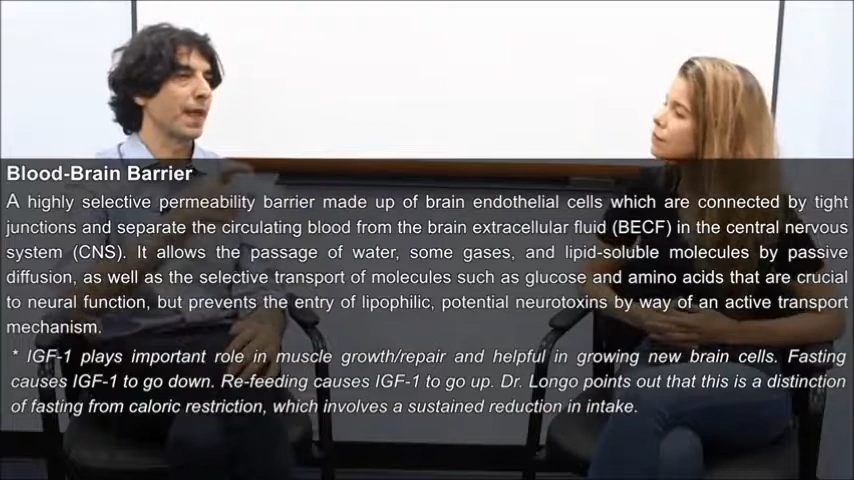 Blood-Brain Barrier
A highly selective permeability barrier made up of brain endothelial cells which are connected by tight
junctions and separate the circulating blood from the brain extracellular fluid (BECF) in the central nervous
system (CNS). It allows the passage of water, some gases, and lipid-soluble molecules by passive
diffusion, as well as the selective transport of molecules such as glucose and amino acids that are crucial
to neural function, but prevents the entry of lipophilic, potential neurotoxins by way of an active transport
mechanism.
* IGF-1 plays important role in muscle growth/repair and helpful in growing new brain cells. Fasting
causes IGF-1 to go down. Re-feeding causes IGF-1 to go up. Dr. Longo points out that this is a distinction
of fasting from caloric restriction, which involves a sustained reduction in intake.